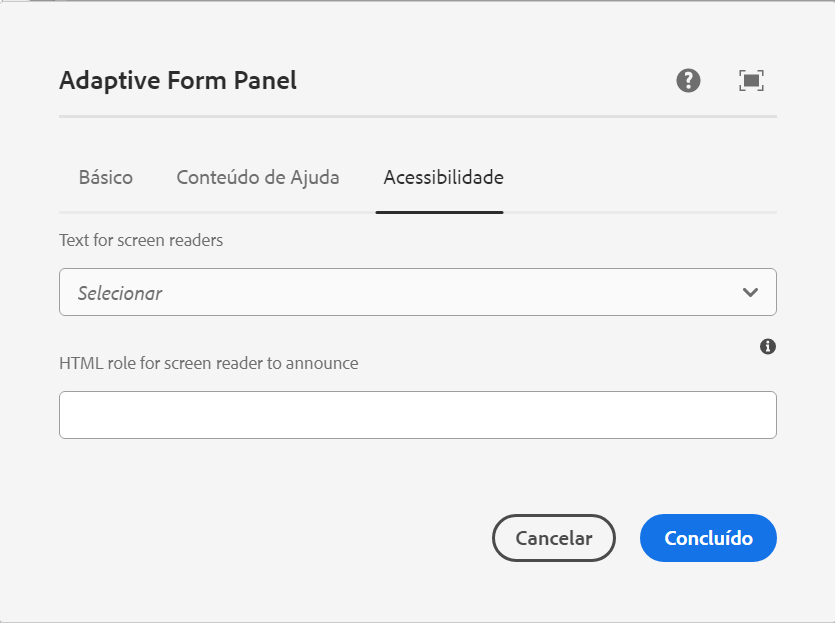 Adaptive Form Panel
Básico Conteúdo de Ajuda Acessibilidade
Text for screen readers
Selecionar
HTML role for screen reader to announce
Cancelar Concluído